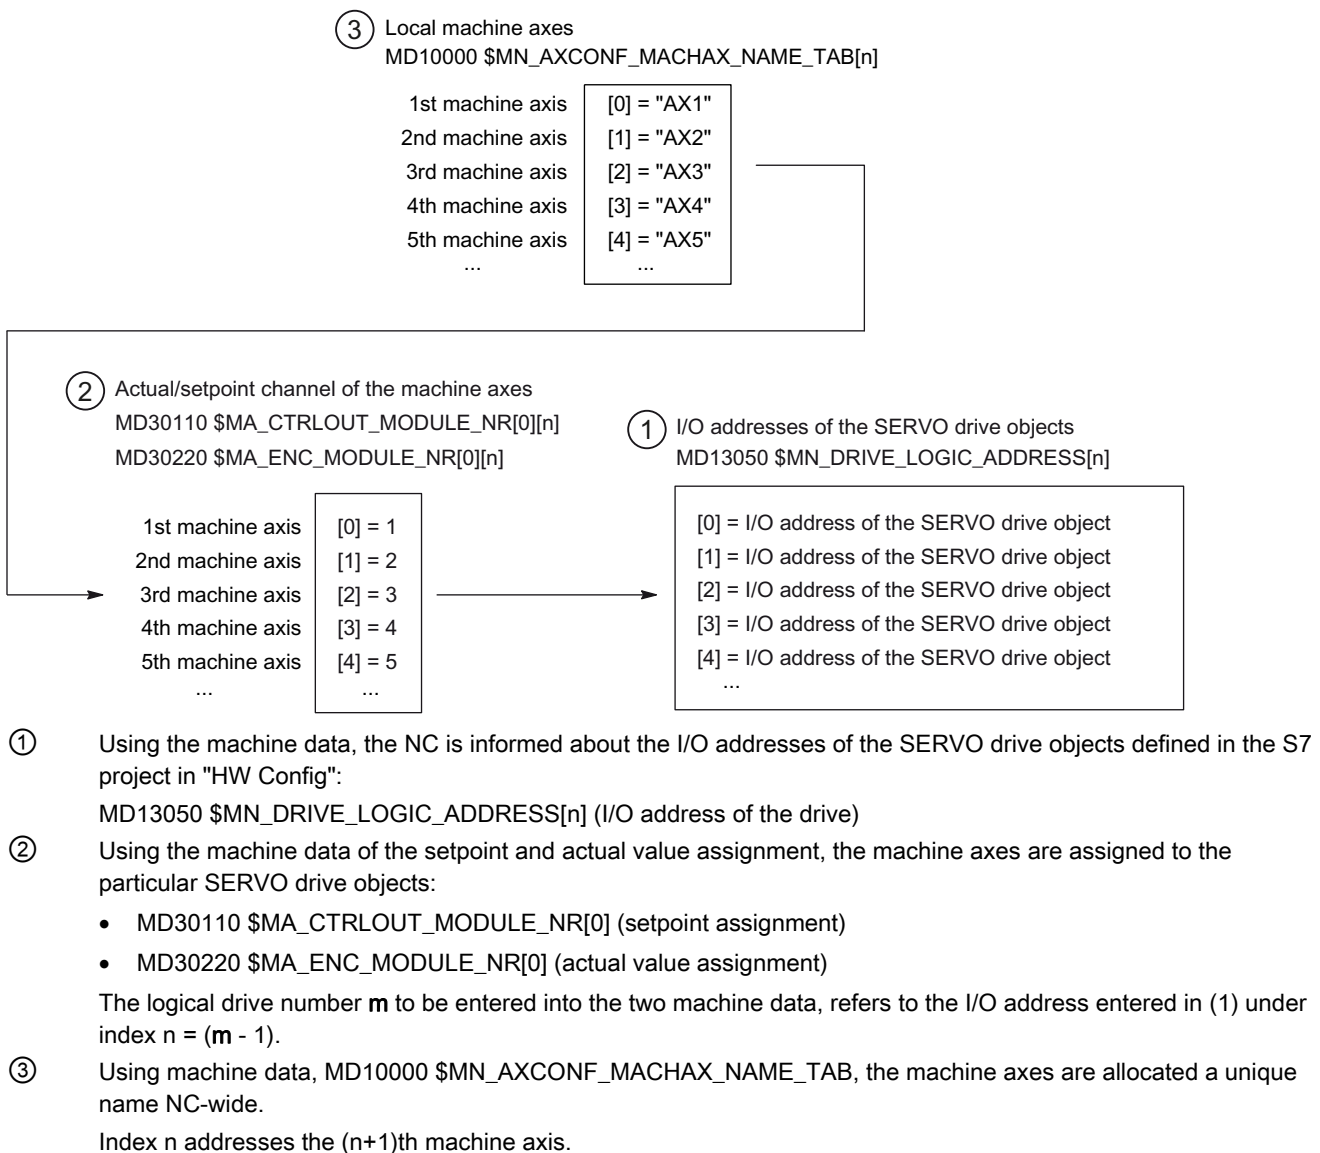 ③ Local machine axes
MD10000 $MN_AXCONF_MACHAX_NAME_TAB[n]
1st machine axis [0] = "AX1"
2nd machine axis [1] = "AX2"
3rd machine axis [2] = "AX3"
4th machine axis [3] = "AX4"
5th machine axis [4] = "AX5"
... ...
② Actual/setpoint channel of the machine axes
MD30110 $MA_CTRLOUT_MODULE_NR[0][n]
MD30220 $MA_ENC_MODULE_NR[0][n]
1st machine axis [0] = 1
2nd machine axis [1] = 2
3rd machine axis [2] = 3
4th machine axis [3] = 4
5th machine axis [4] = 5
... ...
① I/O addresses of the SERVO drive objects
MD13050 $MN_DRIVE_LOGIC_ADDRESS[n]
[0] = I/O address of the SERVO drive object
[1] = I/O address of the SERVO drive object
[2] = I/O address of the SERVO drive object
[3] = I/O address of the SERVO drive object
[4] = I/O address of the SERVO drive object
...
① Using the machine data, the NC is informed about the I/O addresses of the SERVO drive objects defined in the S7
project in "HW Config":
MD13050 $MN_DRIVE_LOGIC_ADDRESS[n] (I/O address of the drive)
② Using the machine data of the setpoint and actual value assignment, the machine axes are assigned to the
particular SERVO drive objects:
• MD30110 $MA_CTRLOUT_MODULE_NR[0] (setpoint assignment)
• MD30220 $MA_ENC_MODULE_NR[0] (actual value assignment)
The logical drive number m to be entered into the two machine data, refers to the I/O address entered in (1) under
index n = (m - 1).
③ Using machine data, MD10000 $MN_AXCONF_MACHAX_NAME_TAB, the machine axes are allocated a unique
name NC-wide.
Index n addresses the (n+1)th machine axis.